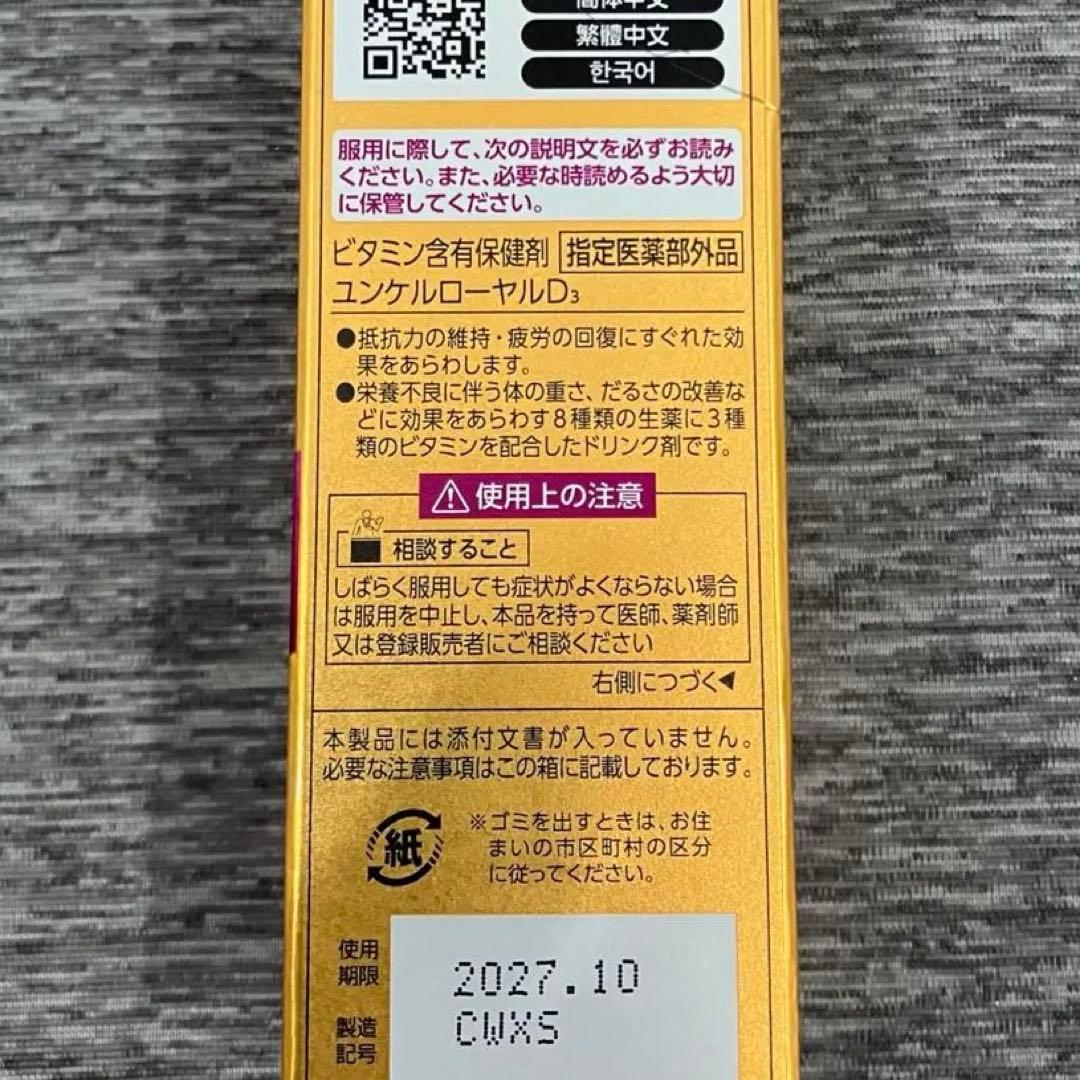 简体中文
繁體中文
한국어
服用に際して、次の説明文を必ずお読み
ください。また、必要な時読めるよう大切
に保管してください。
ビタミン含有保健剤 指定医薬部外品
ユンケルローヤルD3
●抵抗力の維持・疲労の回復にすぐれた効
果をあらわします。
●栄養不良に伴う体の重さ、だるさの改善な
どに効果をあらわす8種類の生薬に3種
類のビタミンを配合したドリンク剤です。
使用上の注意
相談すること
しばらく服用しても症状がよくならない場合
は服用を中止し、本品を持って医師、薬剤師
又は登録販売者にご相談ください
右側につづく◀
本製品には添付文書が入っていません。
必要な注意事項はこの箱に記載しております。
紙
※ゴミを出すときは、お住
まいの市区町村の区分
に従ってください。
使用
期限
2027.10
製造
記号
CWXS